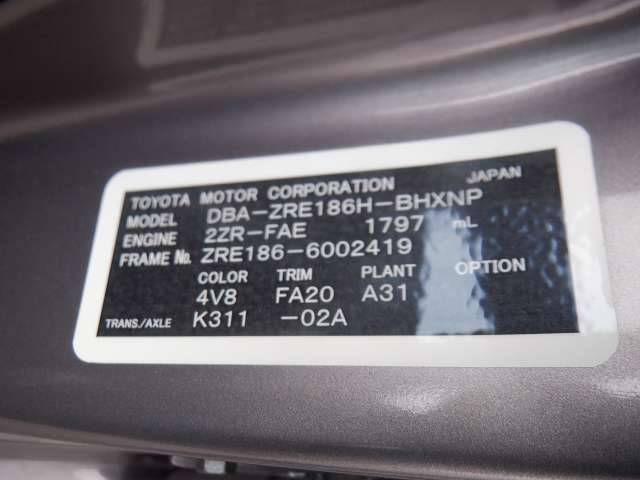 TOYOTA MOTOR CORPORATION JAPAN
MODEL DBA-ZRE186H-BHXNP
ENGINE 2ZR-FAE 1797 mL
FRAME No. ZRE186-6002419
COLOR TRIM PLANT OPTION
4V8 FA20 A31
TRANS./AXLE K311 -02A